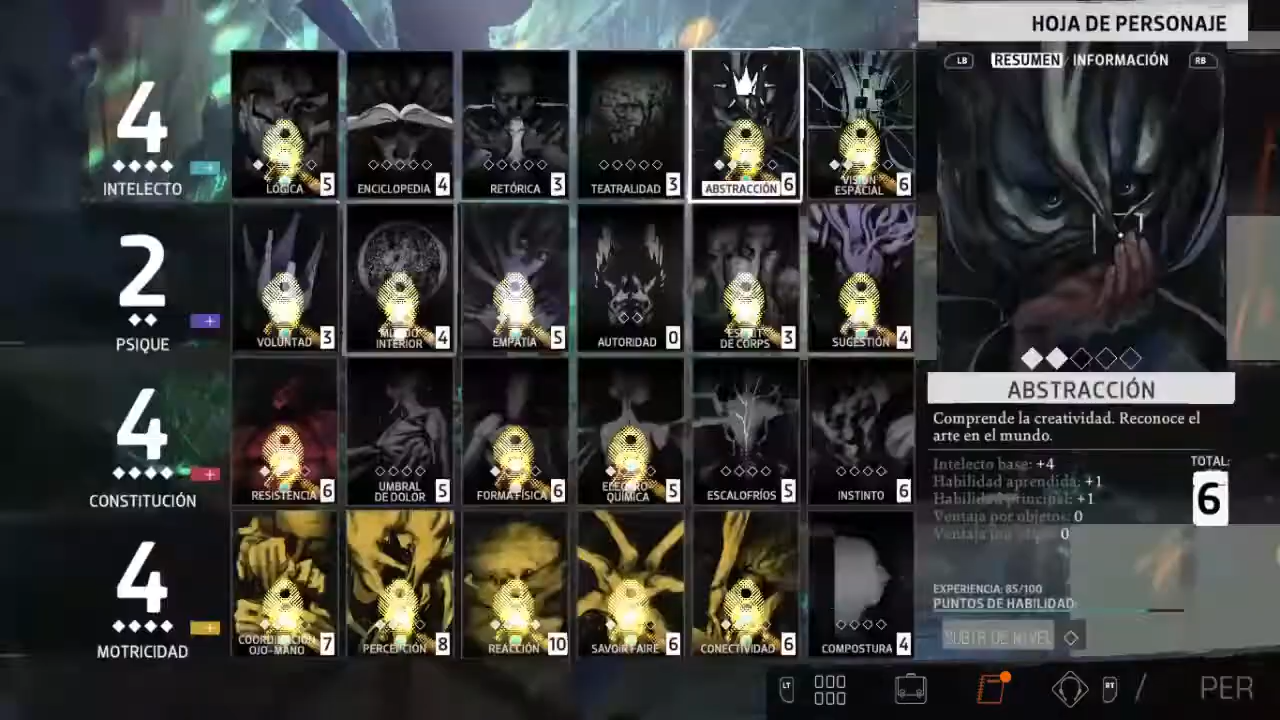 HOJA DE PERSONAJE
LB RESUMEN INFORMACIÓN RB
4
INTELECTO
LÓGICA 5
ENCICLOPEDIA 4
RETÓRICA 3
TEATRALIDAD 3
ABSTRACCIÓN 6
VISIÓN
ESPACIAL 6
2
PSIQUE
VOLUNTAD 3
MUNDO
INTERIOR 4
EMPATÍA 5
AUTORIDAD 0
ESPRIT
DE CORPS 3
SUGESTIÓN 4
4
CONSTITUCIÓN
RESISTENCIA 6
UMBRAL
DE DOLOR 5
FORMA FÍSICA 6
ELECTRO-
QUÍMICA 5
ESCALOFRÍOS 5
INSTINTO 6
4
MOTRICIDAD
COORDINACIÓN
OJO-MANO 7
PERCEPCIÓN 8
REACCIÓN 10
SAVOIR FAIRE 6
CONECTIVIDAD 6
COMPOSTURA 4
ABSTRACCIÓN
Comprende la creatividad. Reconoce el
arte en el mundo.
Intelecto base: +4
Habilidad aprendida: +1
Habilidad principal: +1
Ventaja por objetos: 0
Ventaja por 0
TOTAL:
6
EXPERIENCIA: 85/100
PUNTOS DE HABILIDAD:
SUBIR DE NIVEL
LT
RT
PER